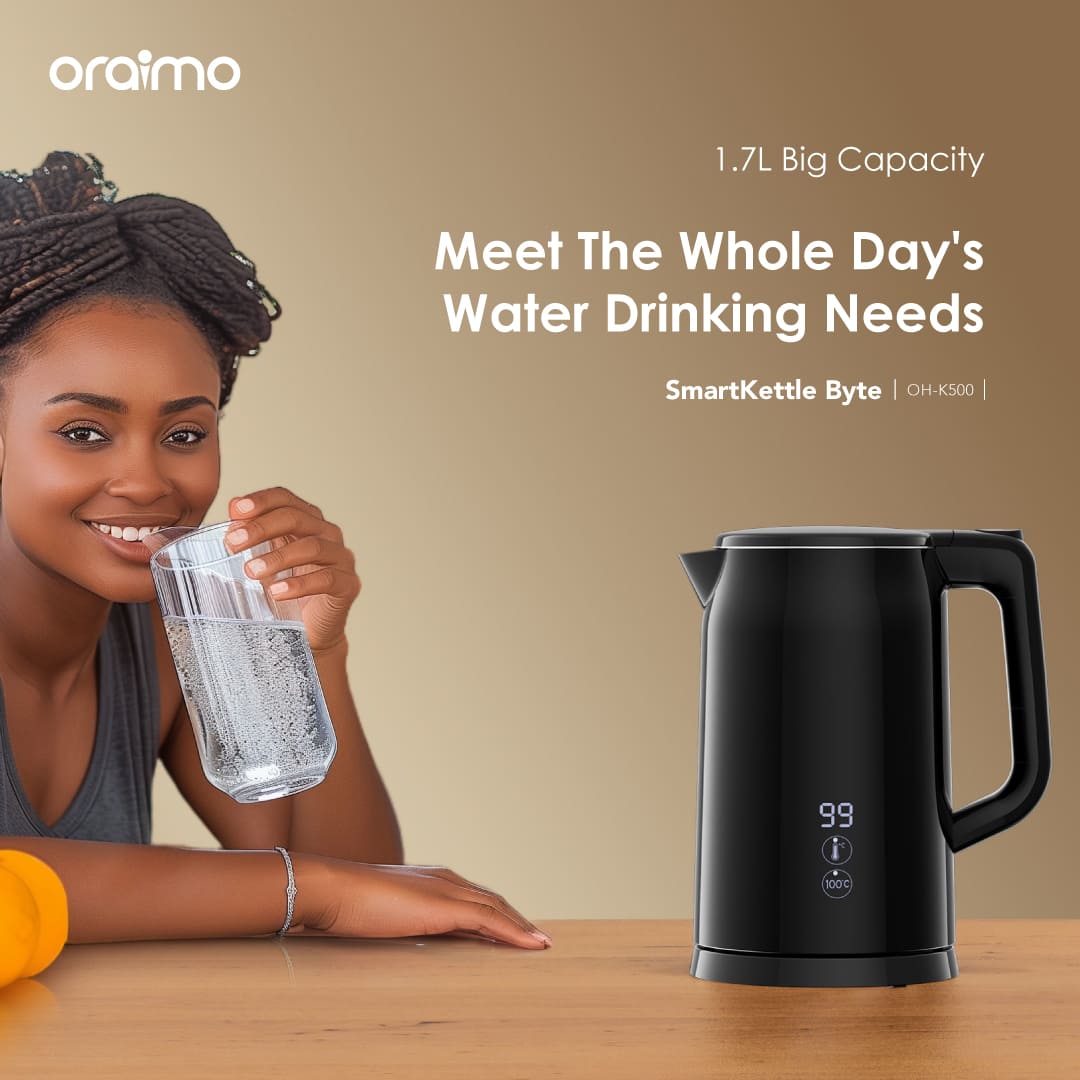 oraimo
1.7L Big Capacity
Meet The Whole Day's
Water Drinking Needs
SmartKettle Byte | OH-K500 |
99
°C
100°C